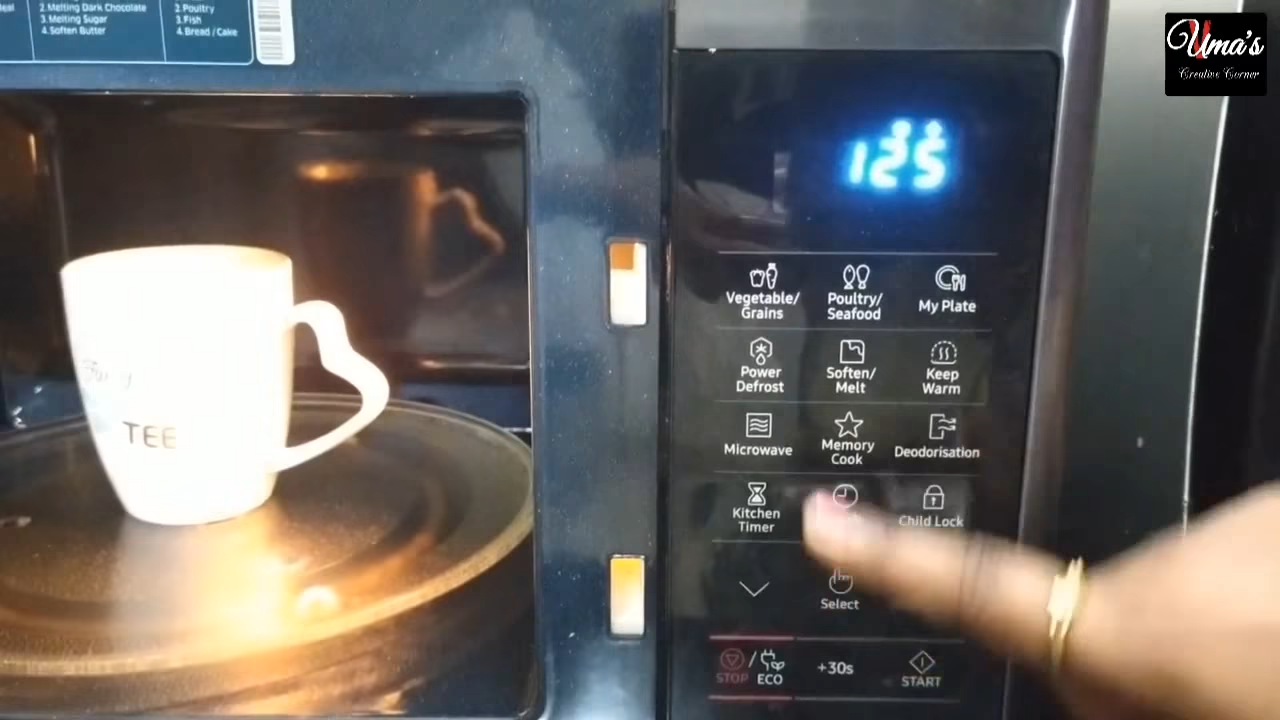 2.Melting Dark Chocolate
3.Melting Sugar
4.Soften Butter
2.Poultry
3.Fish
4.Bread / Cake
Uma's
Creative Corner
125
Vegetable/
Grains
Poultry/
Seafood
My Plate
Power
Defrost
Soften/
Melt
Keep
Warm
Microwave
Memory
Cook
Deodorisation
Kitchen
Timer
Child Lock
TEE
Select
STOP / ECO
+30s
START